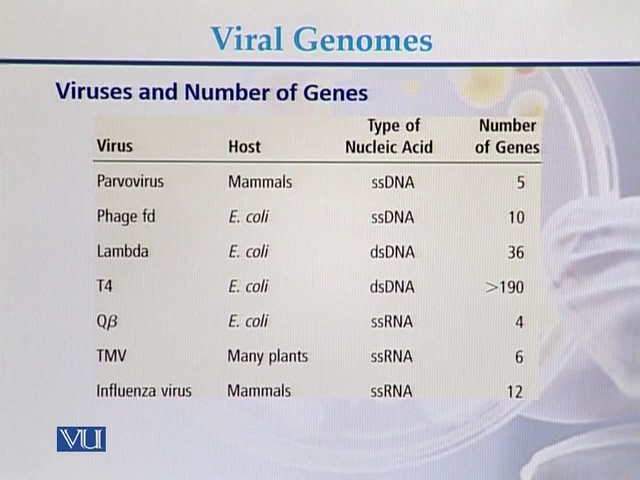 Viral Genomes
Viruses and Number of Genes
Virus Host Type of Nucleic Acid Number of Genes
Parvovirus Mammals ssDNA 5
Phage fd E. coli ssDNA 10
Lambda E. coli dsDNA 36
T4 E. coli dsDNA >190
Qβ E. coli ssRNA 4
TMV Many plants ssRNA 6
Influenza virus Mammals ssRNA 12
VU